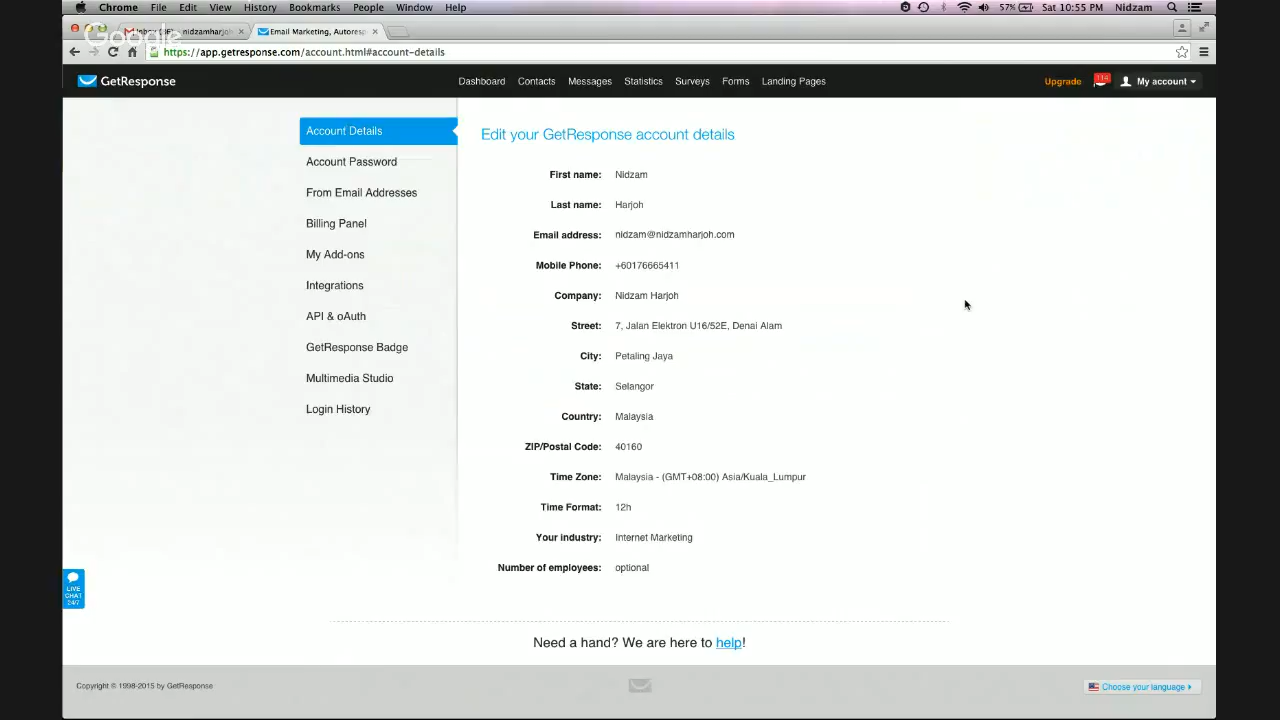 Chrome File Edit View History Bookmarks People Window Help 57% Sat 10:55 PM Nidzam
Google
nidzamharjoh Email Marketing, Autoresp
https://app.getresponse.com/account.html#account-details
GetResponse Dashboard Contacts Messages Statistics Surveys Forms Landing Pages Upgrade 114 My account
Account Details
Account Password
From Email Addresses
Billing Panel
My Add-ons
Integrations
API & oAuth
GetResponse Badge
Multimedia Studio
Login History
Edit your GetResponse account details
First name: Nidzam
Last name: Harjoh
Email address: nidzam@nidzamharjoh.com
Mobile Phone: +60176665411
Company: Nidzam Harjoh
Street: 7, Jalan Elektron U16/52E, Denai Alam
City: Petaling Jaya
State: Selangor
Country: Malaysia
ZIP/Postal Code: 40160
Time Zone: Malaysia - (GMT+08:00) Asia/Kuala_Lumpur
Time Format: 12h
Your industry: Internet Marketing
Number of employees: optional
LIVE
CHAT
24/7
Need a hand? We are here to help!
Copyright © 1998-2015 by GetResponse
Choose your language